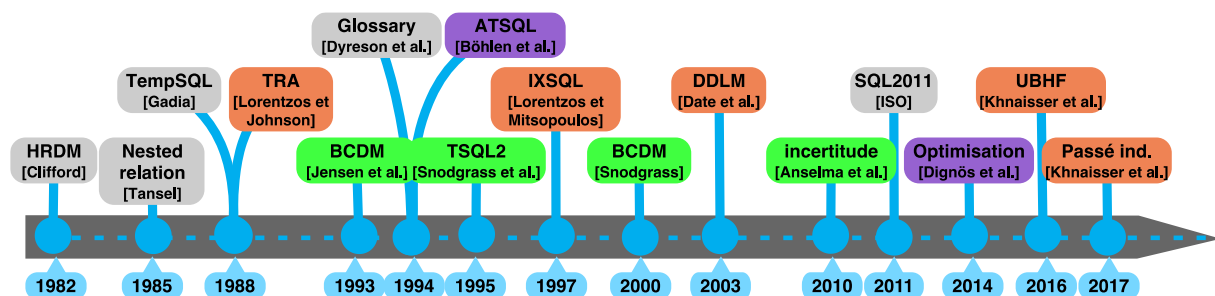 Glossary
[Dyreson et al.]
ATSQL
[Böhlen et al.]
TempSQL
[Gadia]
TRA
[Lorentzos et
Johnson]
IXSQL
[Lorentzos et
Mitsopoulos]
DDLM
[Date et al.]
SQL2011
[ISO]
UBHF
[Khnaisser et al.]
HRDM
[Clifford]
Nested
relation
[Tansel]
BCDM
[Jensen et al.]
TSQL2
[Snodgrass et al.]
BCDM
[Snodgrass]
incertitude
[Anselma et al.]
Optimisation
[Dignös et al.]
Passé ind.
[Khnaisser et al.]
1982
1985
1988
1993
1994
1995
1997
2000
2003
2010
2011
2014
2016
2017